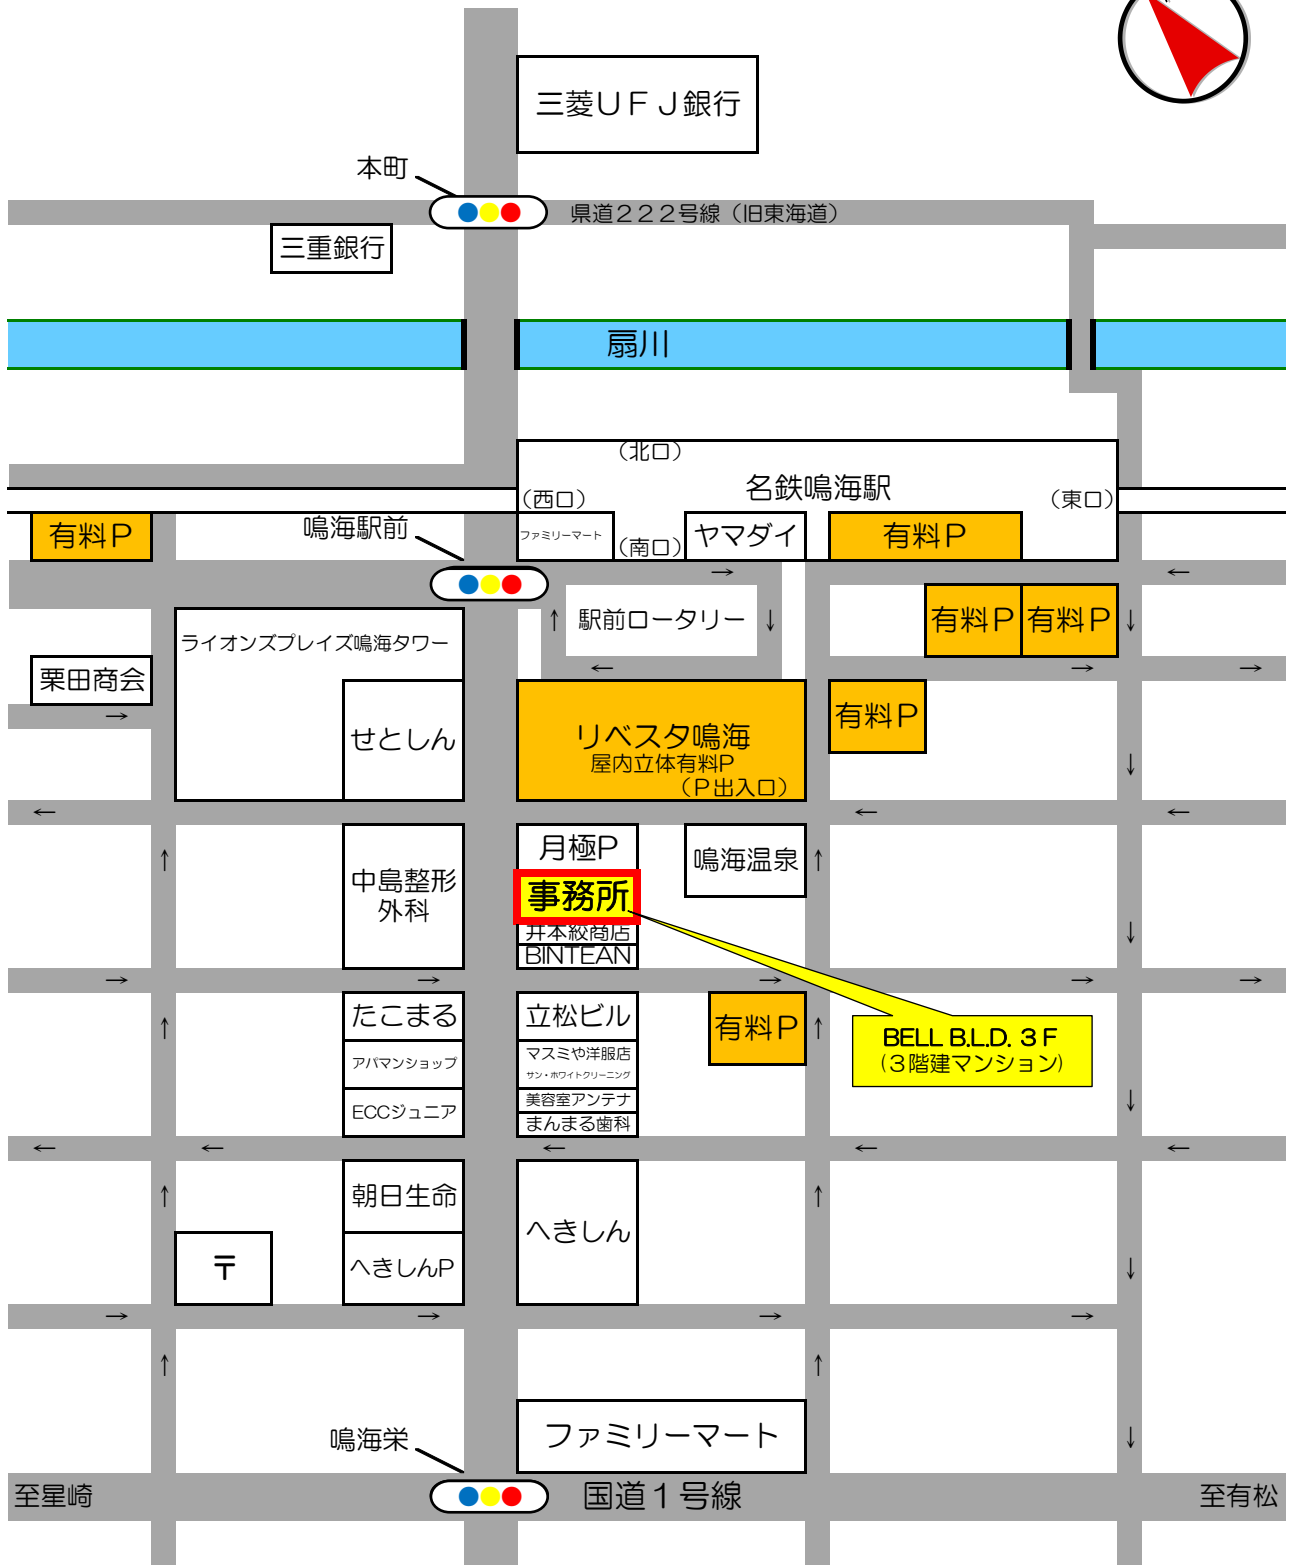 三菱ＵＦＪ銀行
本町
県道２２２号線（旧東海道）
三重銀行
扇川
（北口）
名鉄鳴海駅
（西口）
（東口）
有料Ｐ
鳴海駅前
ファミリーマート
（南口）
ヤマダイ
有料Ｐ
→
←
駅前ロータリー
↑
↓
有料Ｐ
有料Ｐ
↓
ライオンズプレイズ鳴海タワー
←
→
→
栗田商会
→
せとしん
リベスタ鳴海
屋内立体有料Ｐ
（Ｐ出入口）
有料Ｐ
↓
←
←
←
↑
中島整形
外科
月極Ｐ
鳴海温泉
↑
事務所
井本絞商店
BINTEAN
↓
→
→
→
→
→
↑
たこまる
立松ビル
有料Ｐ
↑
BELL B.L.D. ３Ｆ
（３階建マンション）
アパマンショップ
マスミや洋服店
サン・ホワイトクリーニング
ECCジュニア
美容室アンテナ
まんまる歯科
↓
←
←
←
←
←
↑
朝日生命
へきしん
↑
〒
へきしんＰ
↓
→
→
→
→
↑
↑
ファミリーマート
鳴海栄
↓
至星崎
国道１号線
至有松